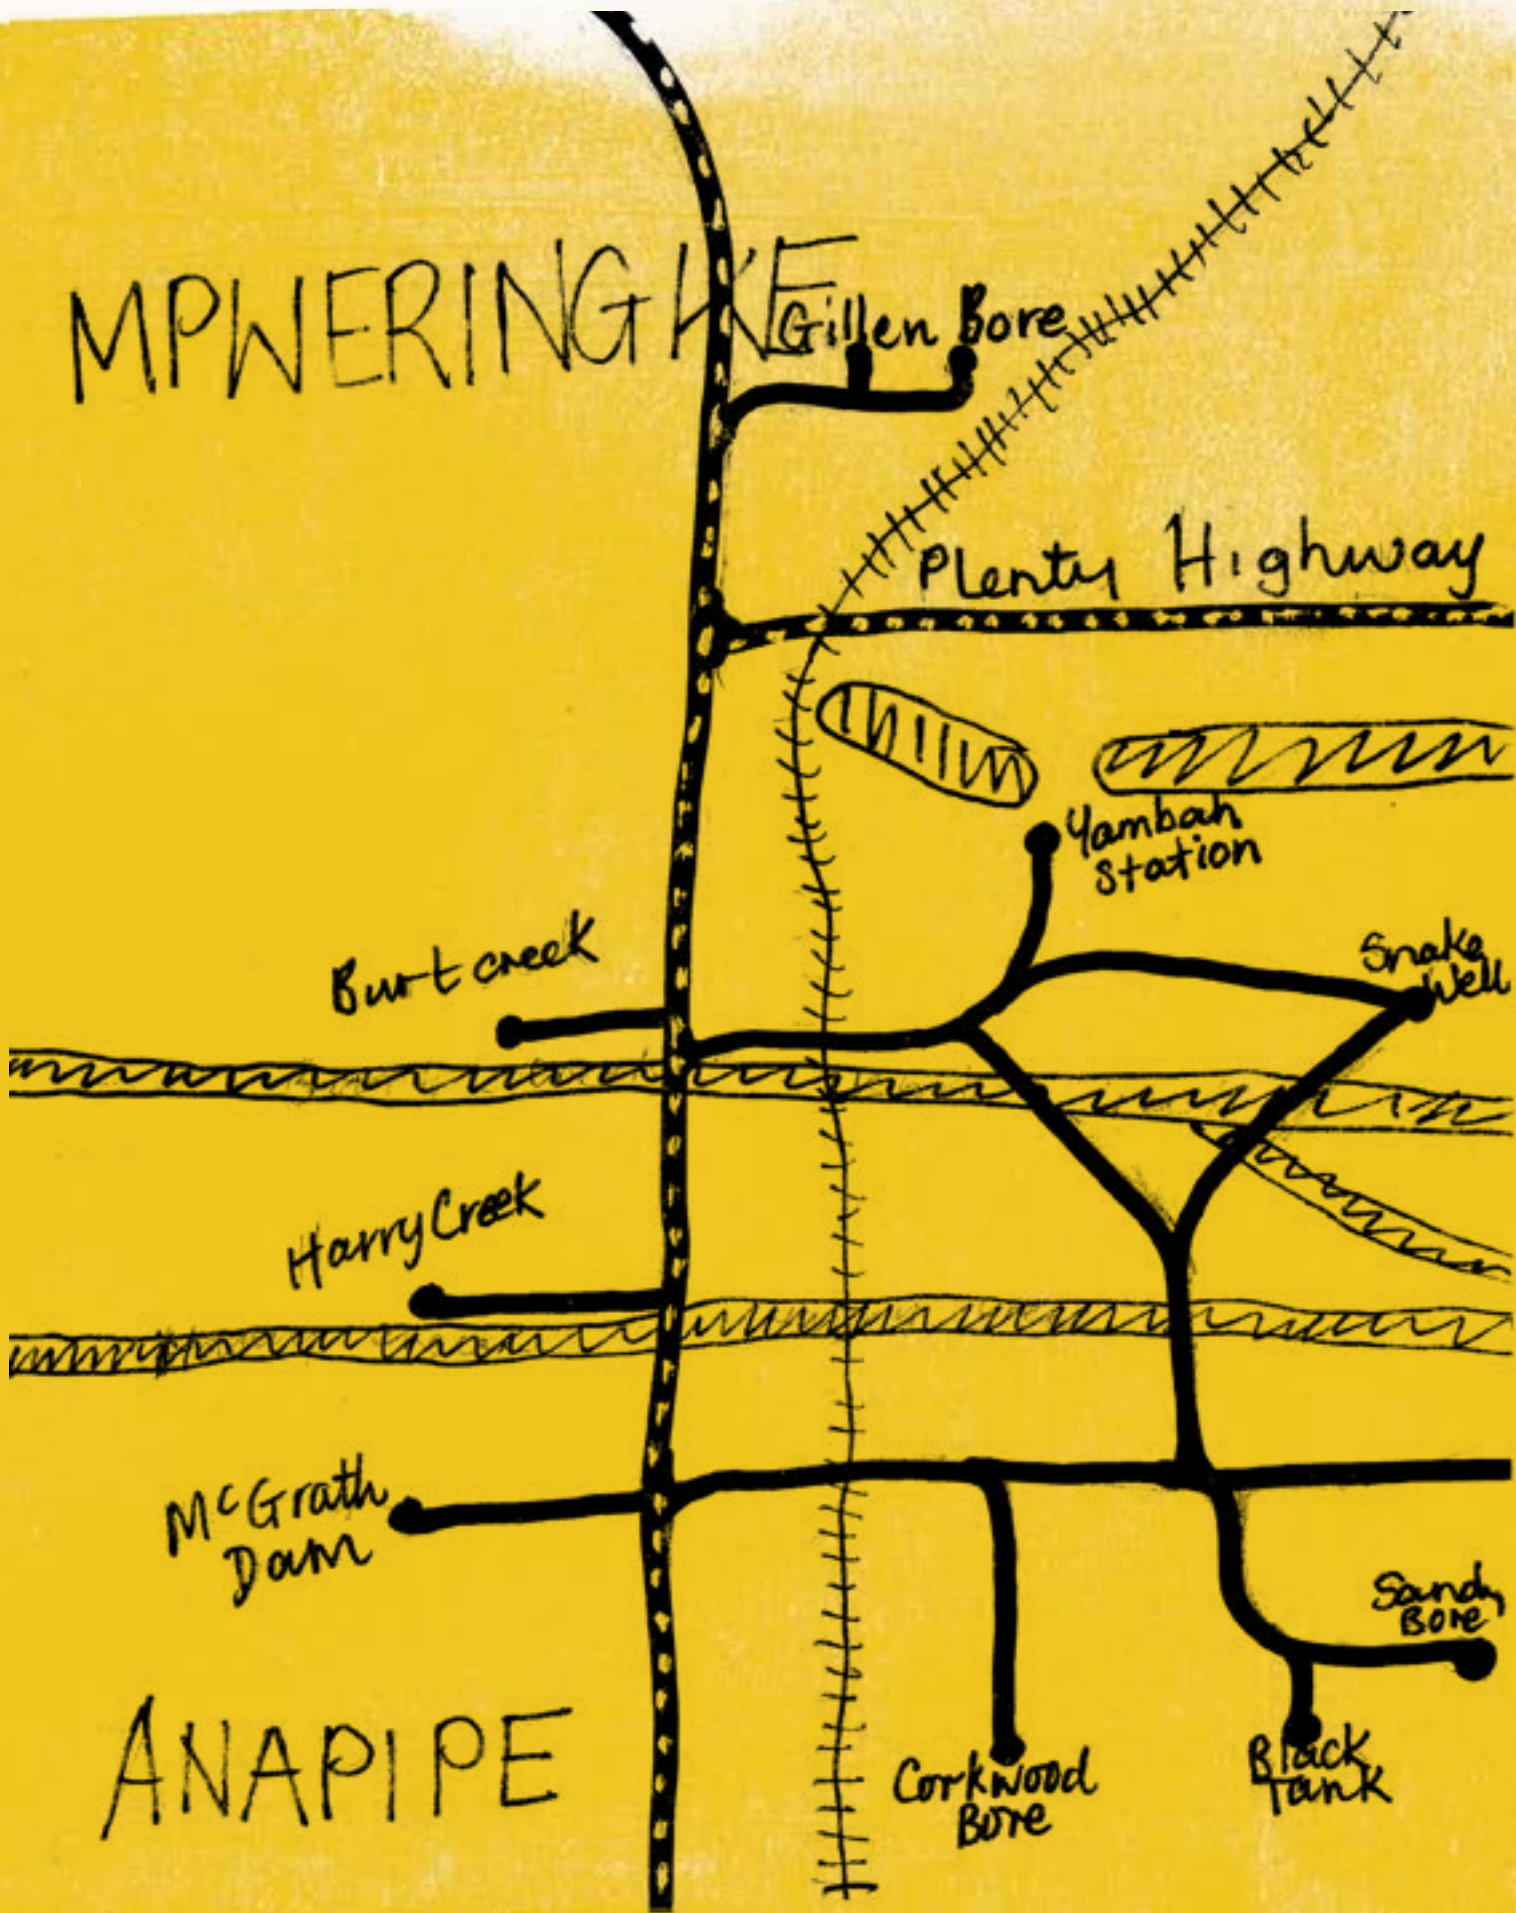 MPWERINGKE
Gillen Bore
Plenty Highway
Yambah
Station
Burt creek
Snake
Well
Harry Creek
McGrath
Dam
Sandy
Bore
ANAPIPE
Corkwood
Bore
Black
Tank